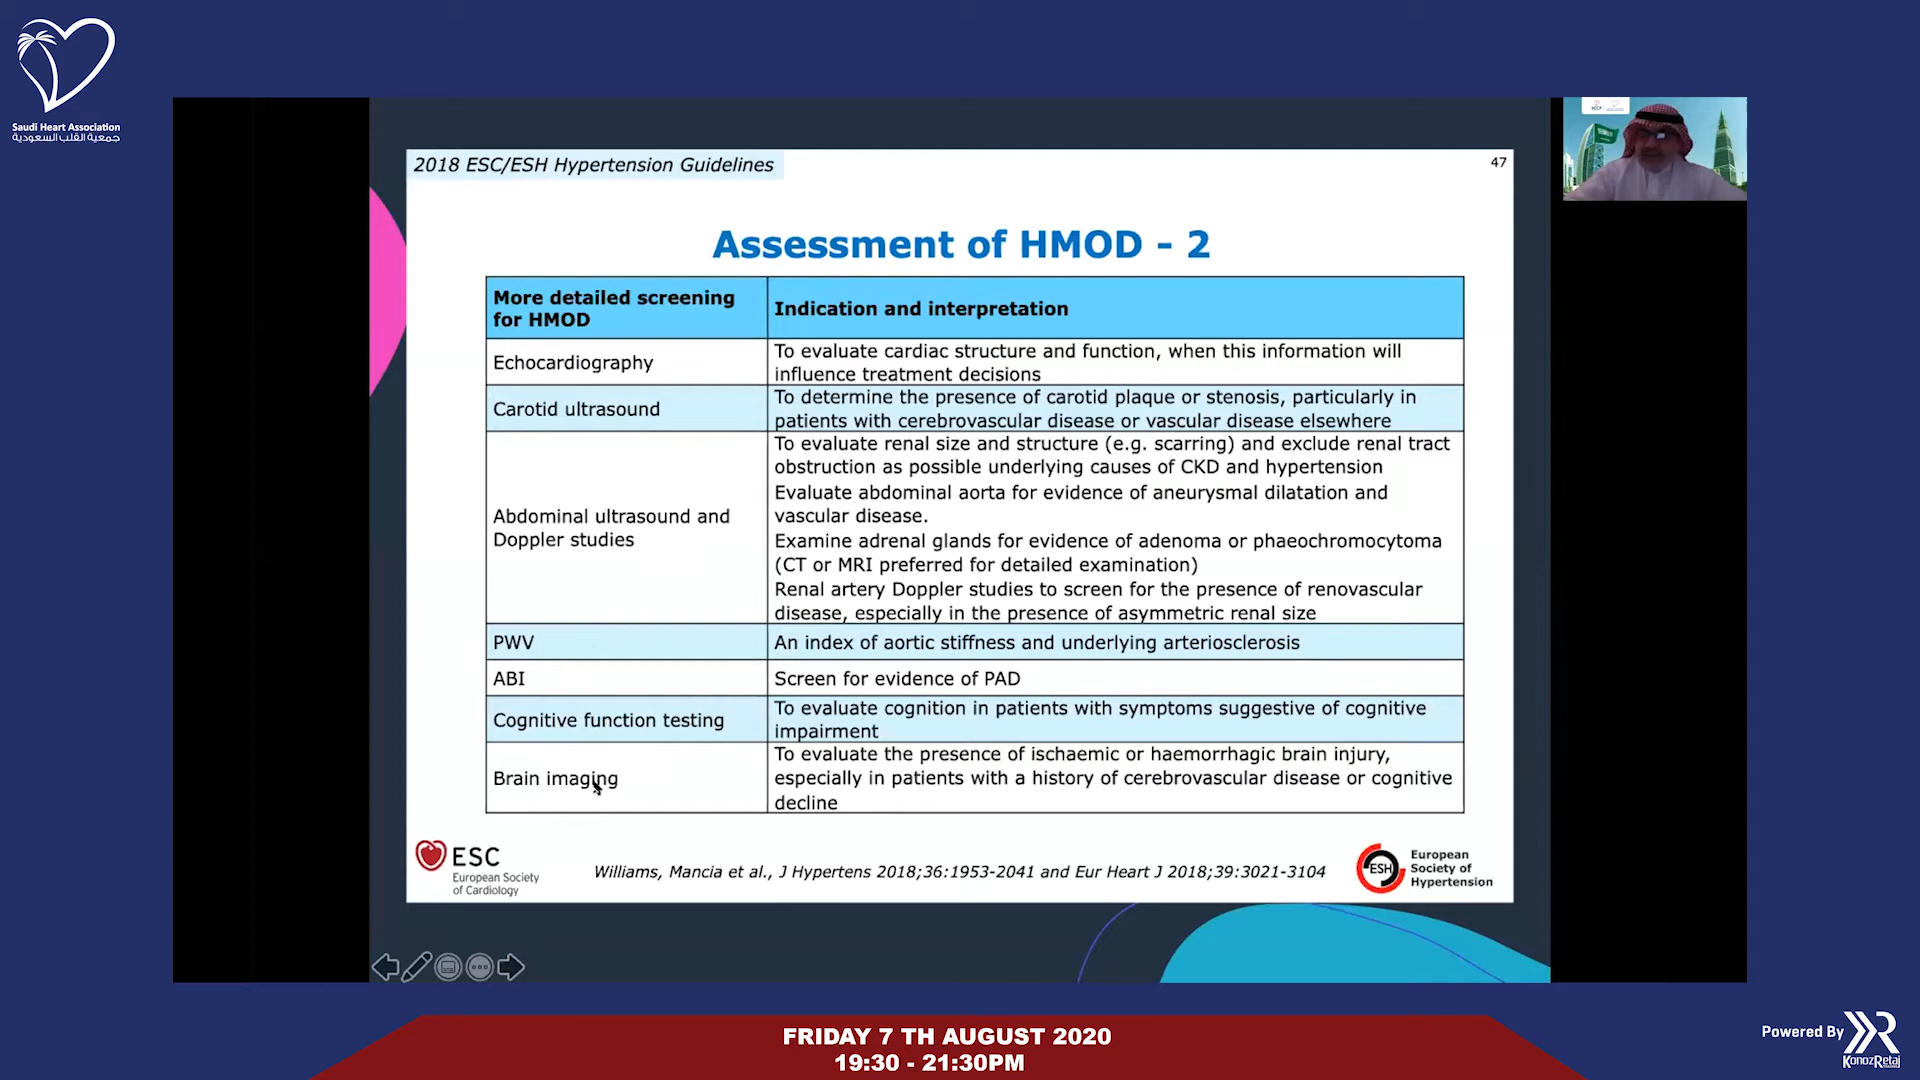 Saudi Heart Association
جمعية القلب السعودية
2018 ESC/ESH Hypertension Guidelines
47
Assessment of HMOD - 2
More detailed screening
for HMOD
Indication and interpretation
Echocardiography
To evaluate cardiac structure and function, when this information will
influence treatment decisions
Carotid ultrasound
To determine the presence of carotid plaque or stenosis, particularly in
patients with cerebrovascular disease or vascular disease elsewhere
Abdominal ultrasound and
Doppler studies
To evaluate renal size and structure (e.g. scarring) and exclude renal tract
obstruction as possible underlying causes of CKD and hypertension
Evaluate abdominal aorta for evidence of aneurysmal dilatation and
vascular disease.
Examine adrenal glands for evidence of adenoma or phaeochromocytoma
(CT or MRI preferred for detailed examination)
Renal artery Doppler studies to screen for the presence of renovascular
disease, especially in the presence of asymmetric renal size
PWV
An index of aortic stiffness and underlying arteriosclerosis
ABI
Screen for evidence of PAD
Cognitive function testing
To evaluate cognition in patients with symptoms suggestive of cognitive
impairment
Brain imaging
To evaluate the presence of ischaemic or haemorrhagic brain injury,
especially in patients with a history of cerebrovascular disease or cognitive
decline
ESC
European Society
of Cardiology
Williams, Mancia et al., J Hypertens 2018;36:1953-2041 and Eur Heart J 2018;39:3021-3104
ESH
European
Society of
Hypertension
FRIDAY 7 TH AUGUST 2020
19:30 - 21:30PM
Powered By
KonozRetaj